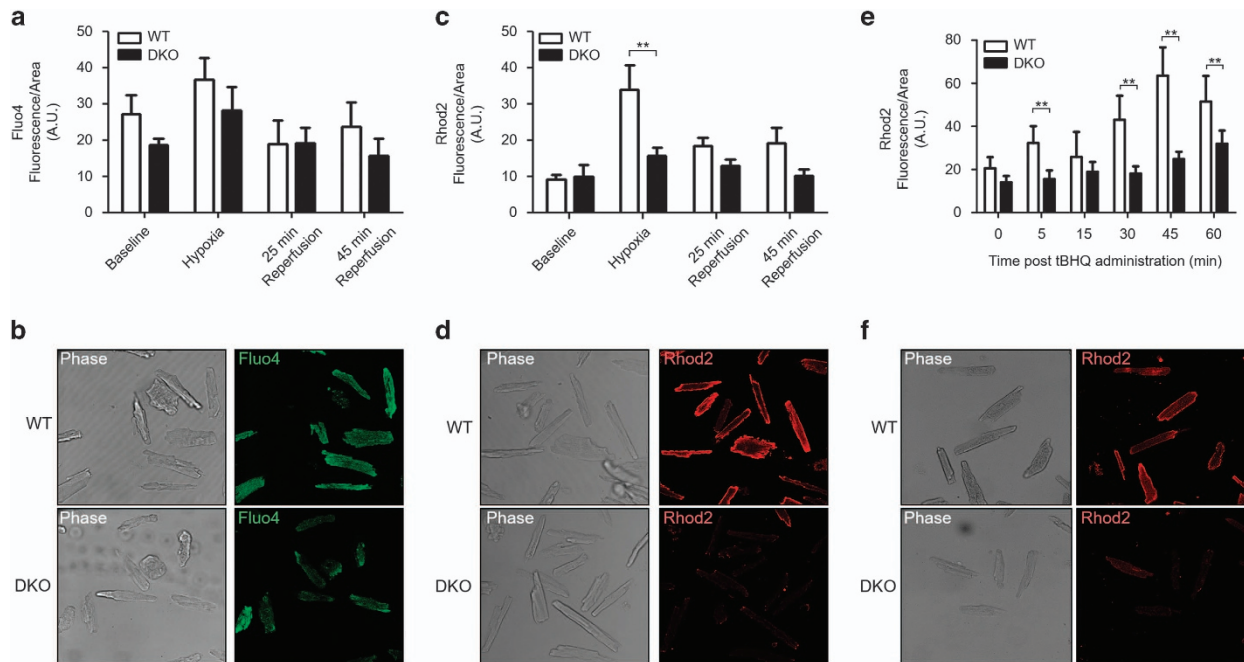 a
WT
DKO
Fluo4
Fluorescence/Area
(A.U.)
50
40
30
20
10
0
Baseline
Hypoxia
25 min
Reperfusion
45 min
Reperfusion
c
WT
DKO
**
Rhod2
Fluorescence/Area
(A.U.)
50
40
30
20
10
0
Baseline
Hypoxia
25 min
Reperfusion
45 min
Reperfusion
e
WT
DKO
**
**
**
**
Rhod2
Fluorescence/Area
(A.U.)
80
60
40
20
0
0 5 15 30 45 60
Time post tBHQ administration (min)
b
Phase Fluo4
WT
Phase Fluo4
DKO
d
Phase Rhod2
WT
Phase Rhod2
DKO
f
Phase Rhod2
WT
Phase Rhod2
DKO